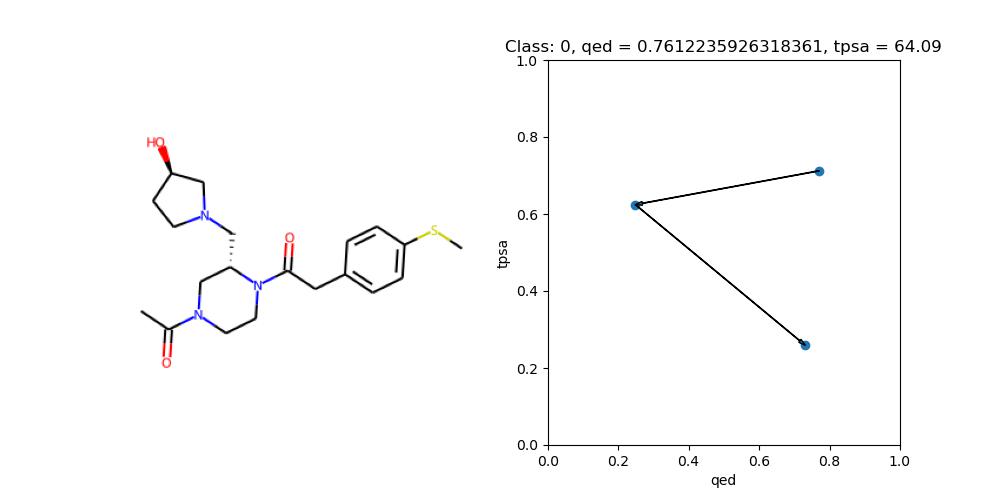 Class: 0, qed = 0.7612235926318361, tpsa = 64.09
HO
N
O
N
N
O
S
1.0
0.8
0.6
0.4
0.2
0.0
tpsa
0.0 0.2 0.4 0.6 0.8 1.0
qed